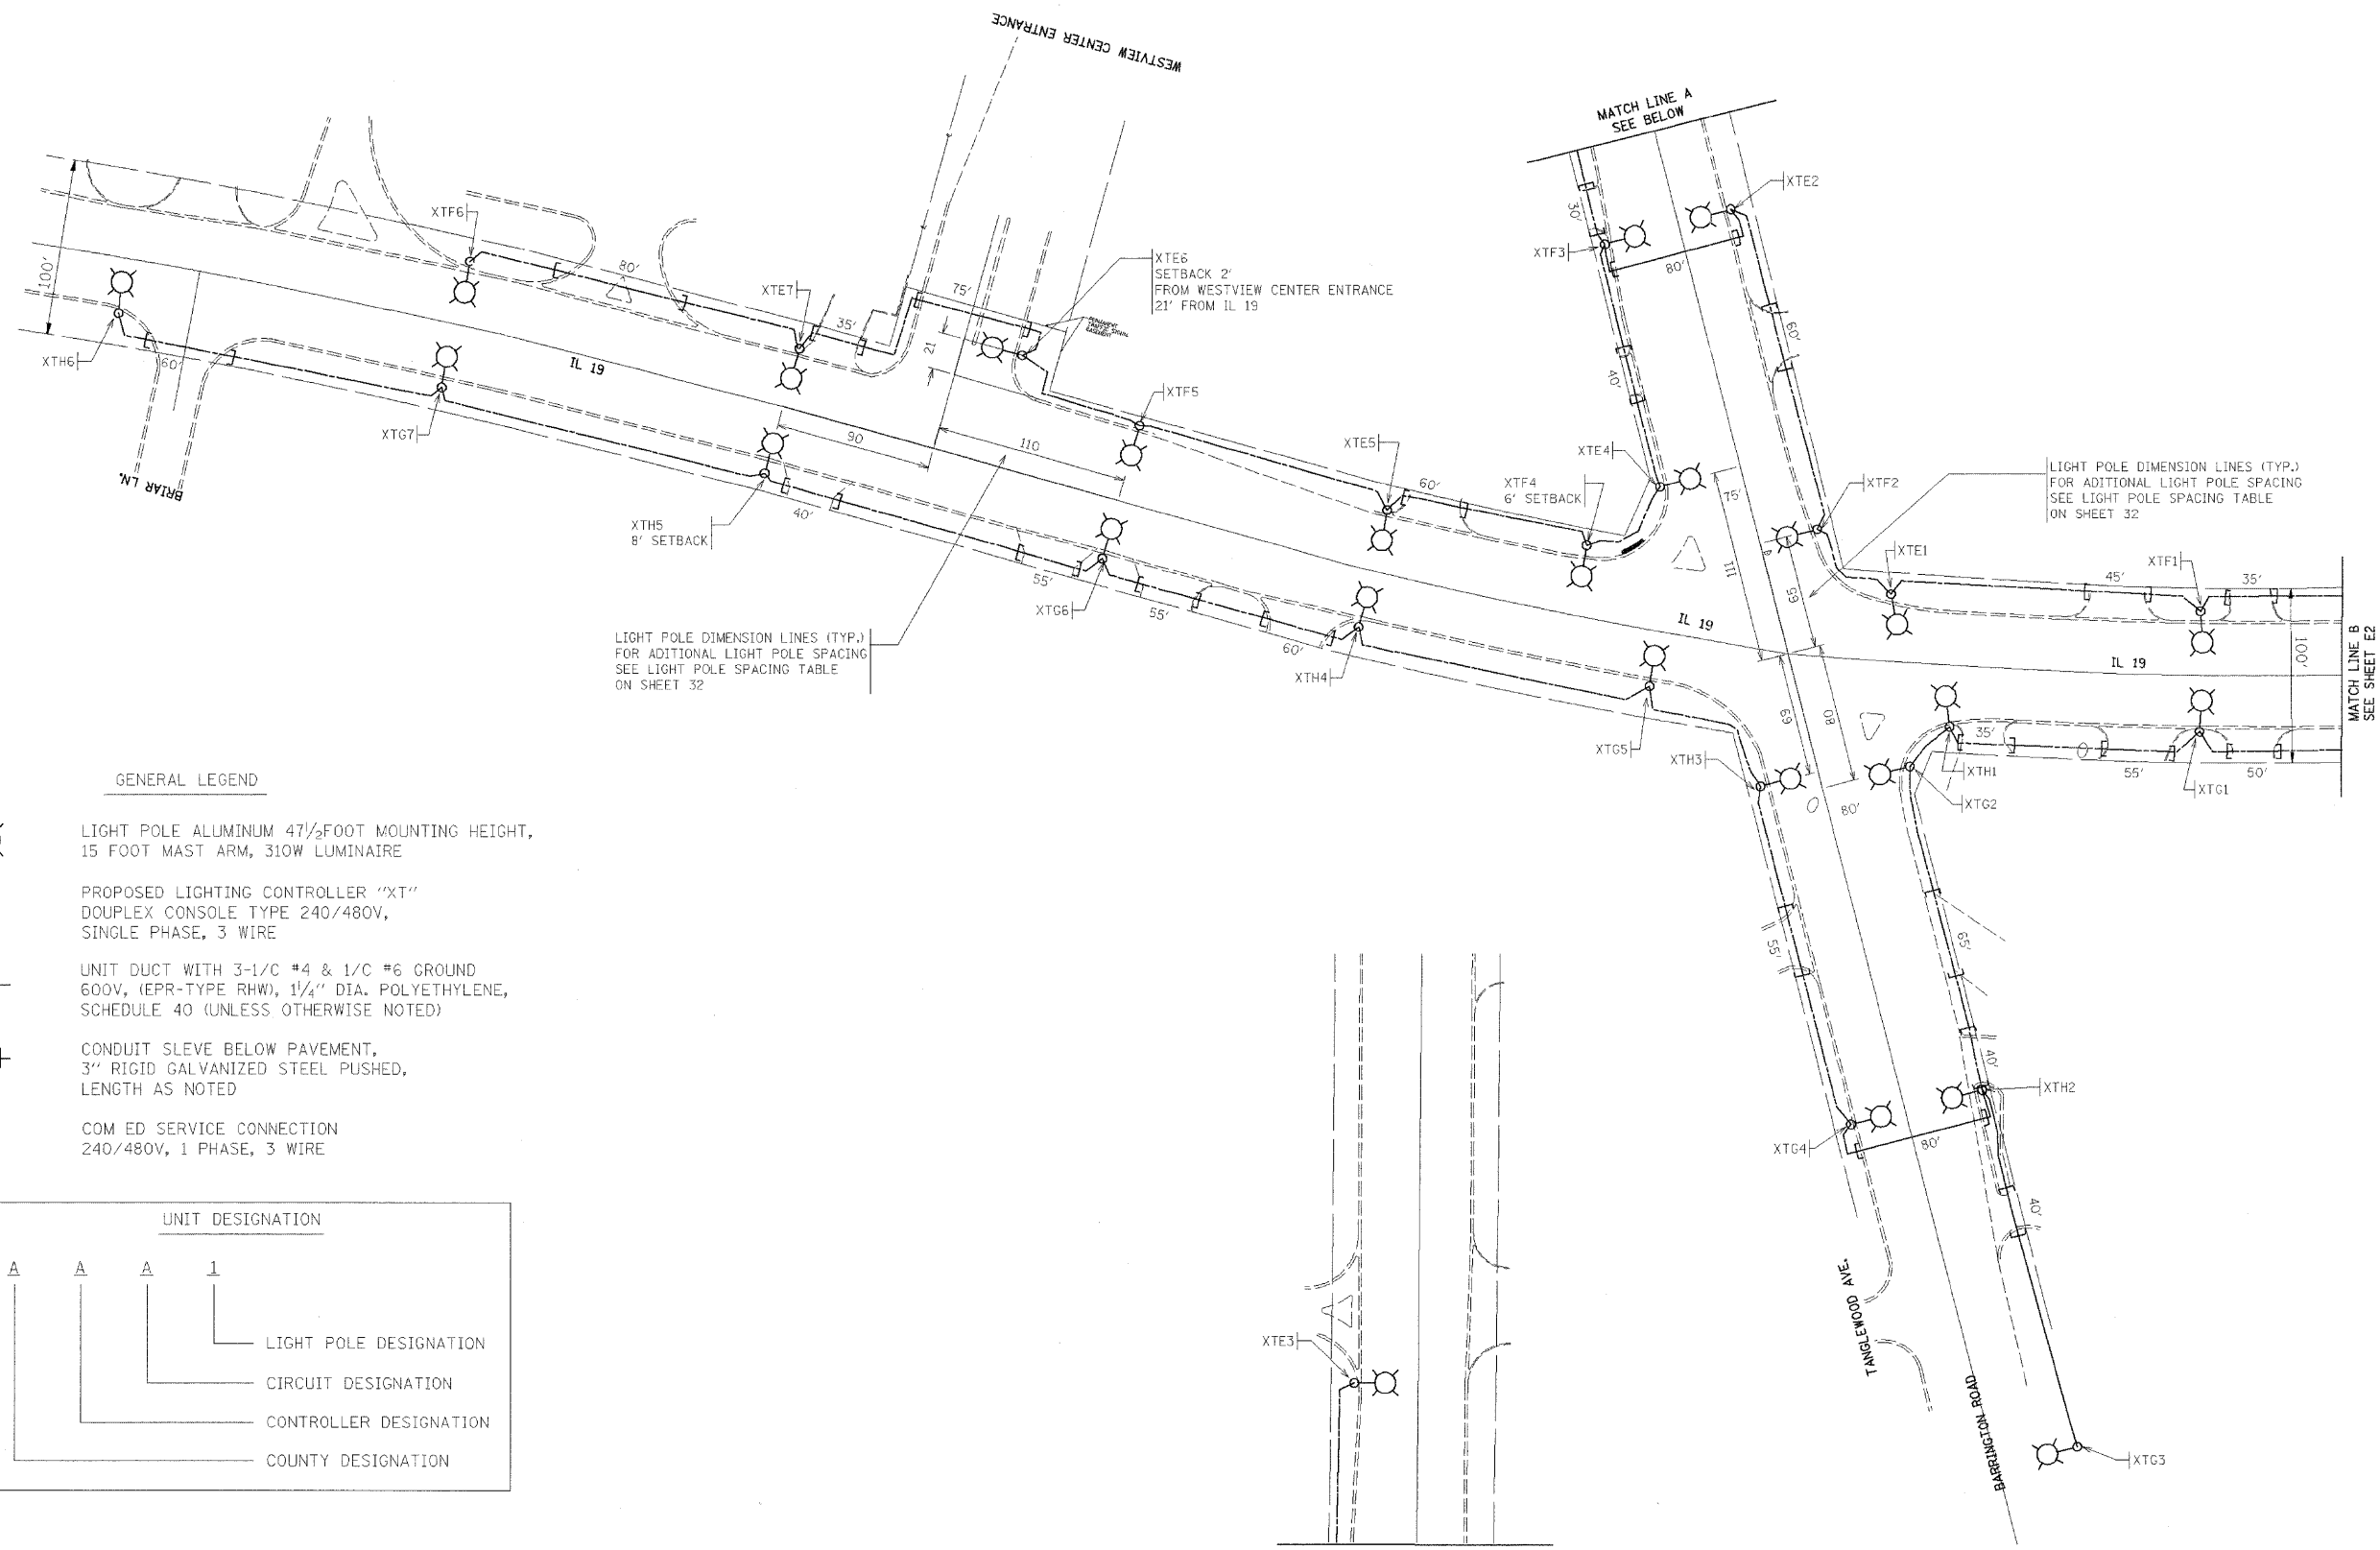 WESTVIEW CENTER ENTRANCE
MATCH LINE A
SEE BELOW
XTE2
XTF3
30'
80'
60'
40'
XTF6
80'
100'
XTE7
35'
75'
21
XTE6
SETBACK 2'
FROM WESTVIEW CENTER ENTRANCE
21' FROM IL 19
PERMANENT
TRAFFIC SIGNAL
EASEMENT
XTH6
60'
BRIAR LN.
IL 19
XTG7
90
110
XTF5
XTE5
60'
XTF4
6' SETBACK
XTE4
75'
111
XTF2
65
LIGHT POLE DIMENSION LINES (TYP.)
FOR ADITIONAL LIGHT POLE SPACING
SEE LIGHT POLE SPACING TABLE
ON SHEET 32
XTE1
45'
XTF1
35'
XTH5
8' SETBACK
40'
55'
XTG6
55'
60'
XTH4
LIGHT POLE DIMENSION LINES (TYP.)
FOR ADITIONAL LIGHT POLE SPACING
SEE LIGHT POLE SPACING TABLE
ON SHEET 32
IL 19
IL 19
100'
MATCH LINE B
SEE SHEET E2
XTG5
XTH3
69
80
80'
35'
XTH1
XTG2
55'
XTG1
50'
55'
65'
40'
XTH2
XTG4
80'
40'
TANGLEWOOD AVE.
BARRINGTON ROAD
XTG3
XTE3
GENERAL LEGEND
LIGHT POLE ALUMINUM 47 1/2 FOOT MOUNTING HEIGHT,
15 FOOT MAST ARM, 310W LUMINAIRE
PROPOSED LIGHTING CONTROLLER "XT"
DOUPLEX CONSOLE TYPE 240/480V,
SINGLE PHASE, 3 WIRE
UNIT DUCT WITH 3-1/C #4 & 1/C #6 GROUND
600V, (EPR-TYPE RHW), 1 1/4" DIA. POLYETHYLENE,
SCHEDULE 40 (UNLESS OTHERWISE NOTED)
CONDUIT SLEVE BELOW PAVEMENT,
3" RIGID GALVANIZED STEEL PUSHED,
LENGTH AS NOTED
COM ED SERVICE CONNECTION
240/480V, 1 PHASE, 3 WIRE
UNIT DESIGNATION
A A A 1
LIGHT POLE DESIGNATION
CIRCUIT DESIGNATION
CONTROLLER DESIGNATION
COUNTY DESIGNATION